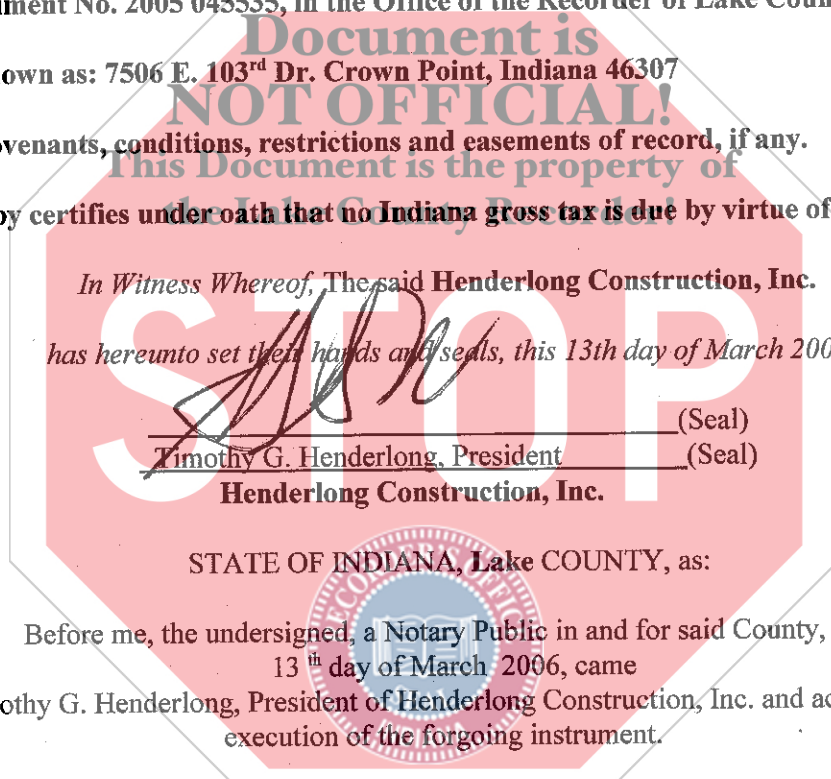 ment No. 2005 045535, in the Office of the Recorder of Lake Coun
Document is
own as: 7506 E. 103rd Dr. Crown Point, Indiana 46307
NOT OFFICIAL!
ovenants, conditions, restrictions and easements of record, if any.
This Document is the property of
by certifies under oath that no Indiana gross tax is due by virtue of
the Lake County Recorder!
In Witness Whereof, The said Henderlong Construction, Inc.
has hereunto set their hands and seals, this 13th day of March 200
STOP
(Seal)
Timothy G. Henderlong, President (Seal)
Henderlong Construction, Inc.
STATE OF INDIANA, Lake COUNTY, as:
RECORDER'S OFFICE
Before me, the undersigned, a Notary Public in and for said County,
13 th day of March 2006, came
othy G. Henderlong, President of Henderlong Construction, Inc. and ac
SEAL
execution of the forgoing instrument.
INDIANA